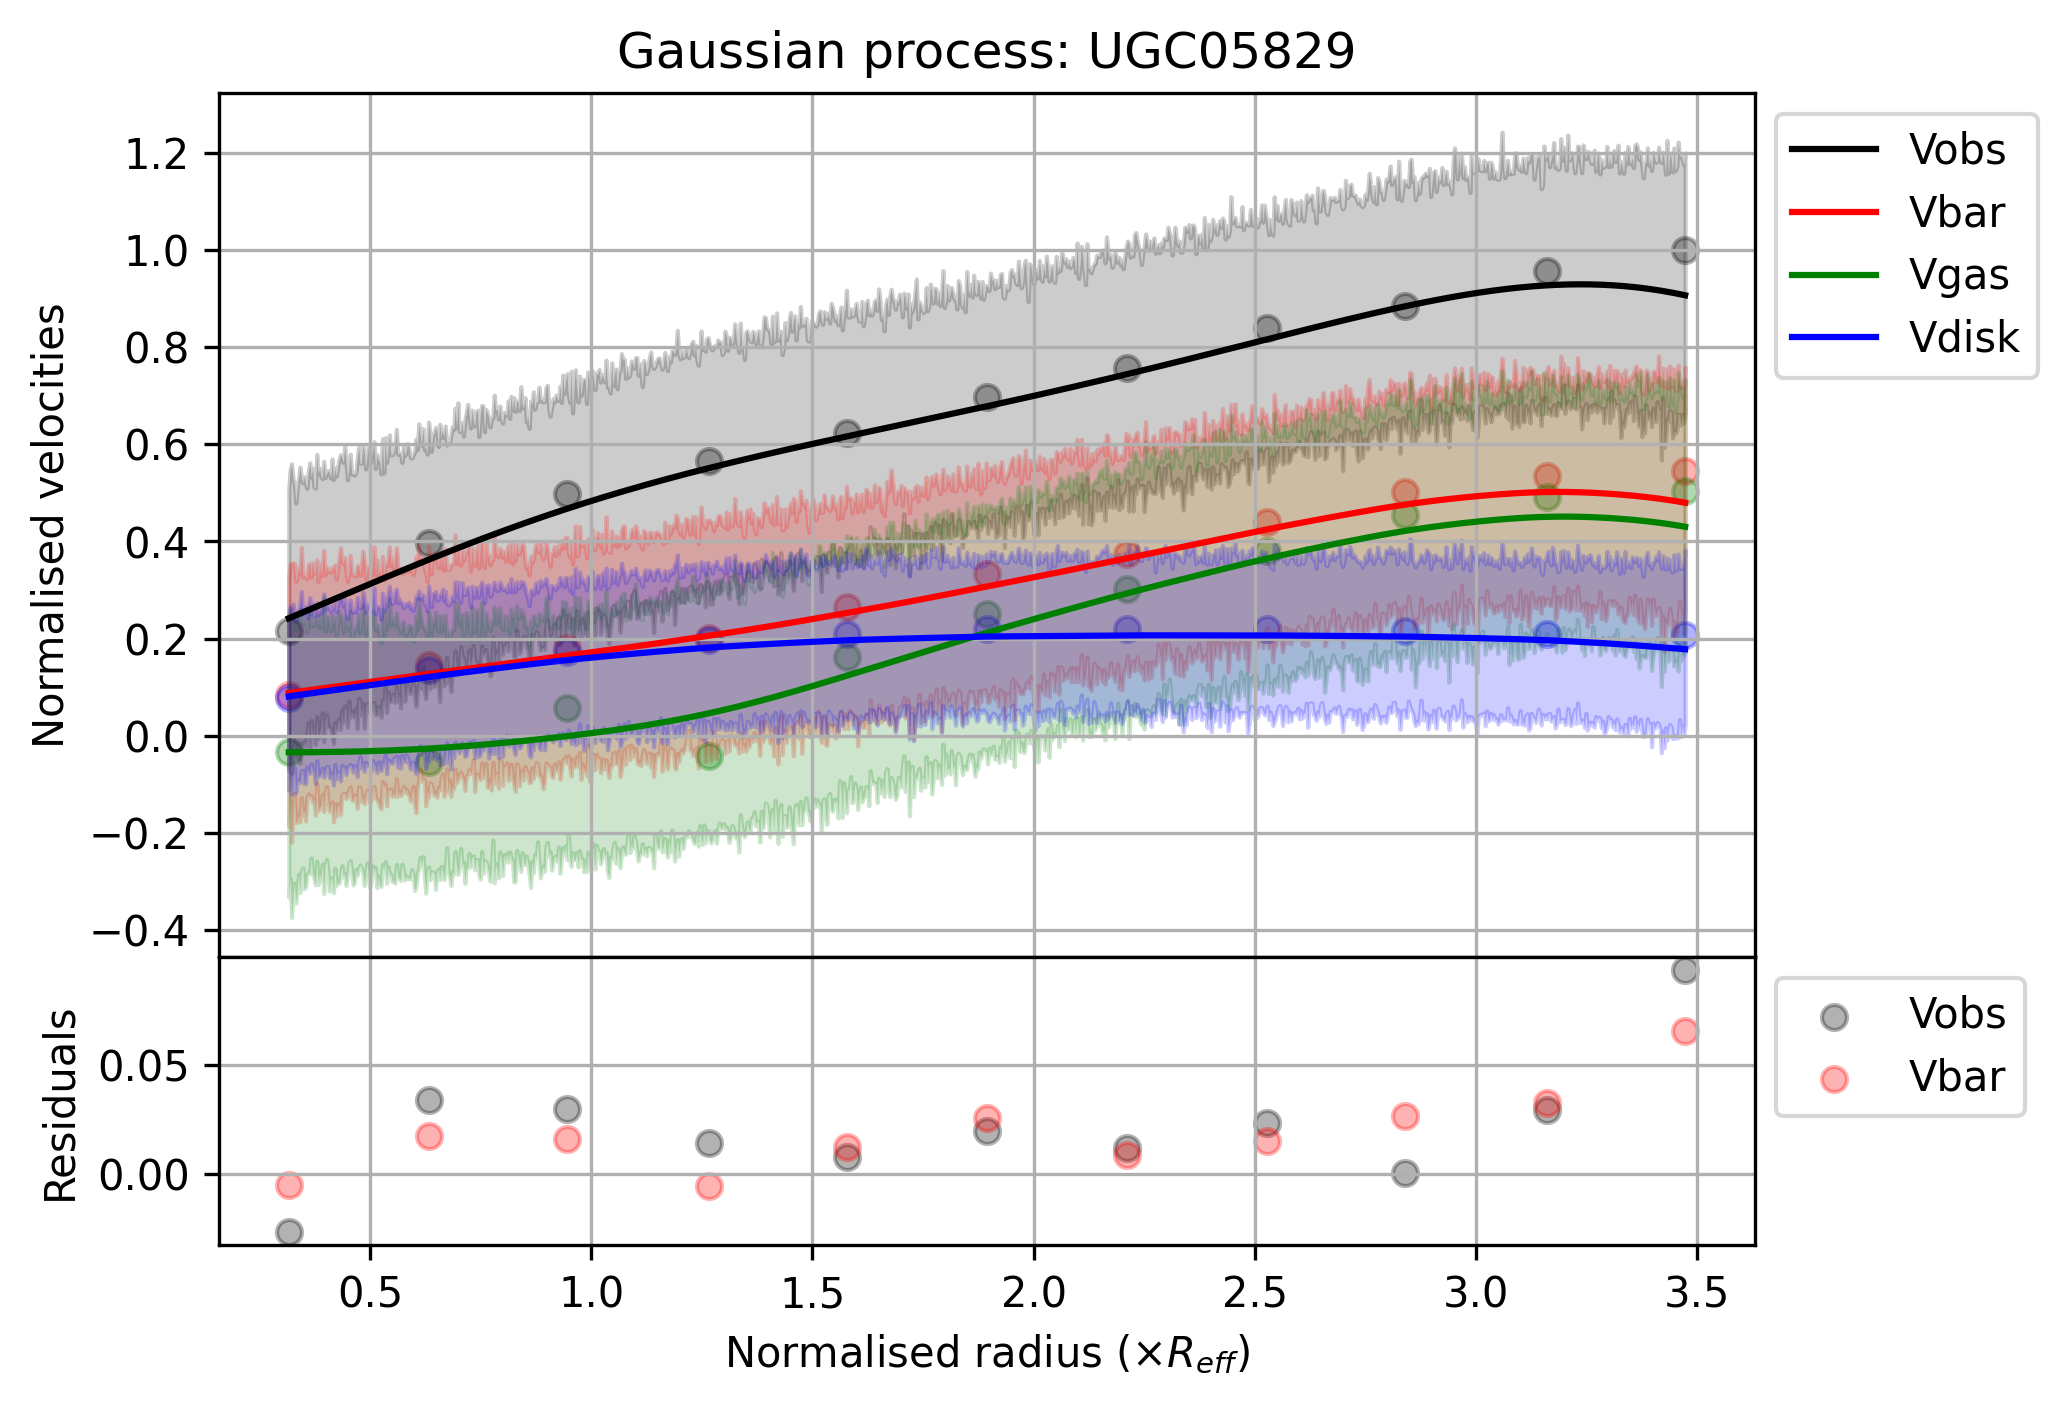 Gaussian process: UGC05829
Normalised velocities
1.2
1.0
0.8
0.6
0.4
0.2
0.0
−0.2
−0.4
Vobs
Vbar
Vgas
Vdisk
Residuals
0.05
0.00
Vobs
Vbar
0.5 1.0 1.5 2.0 2.5 3.0 3.5
Normalised radius (×R_eff)